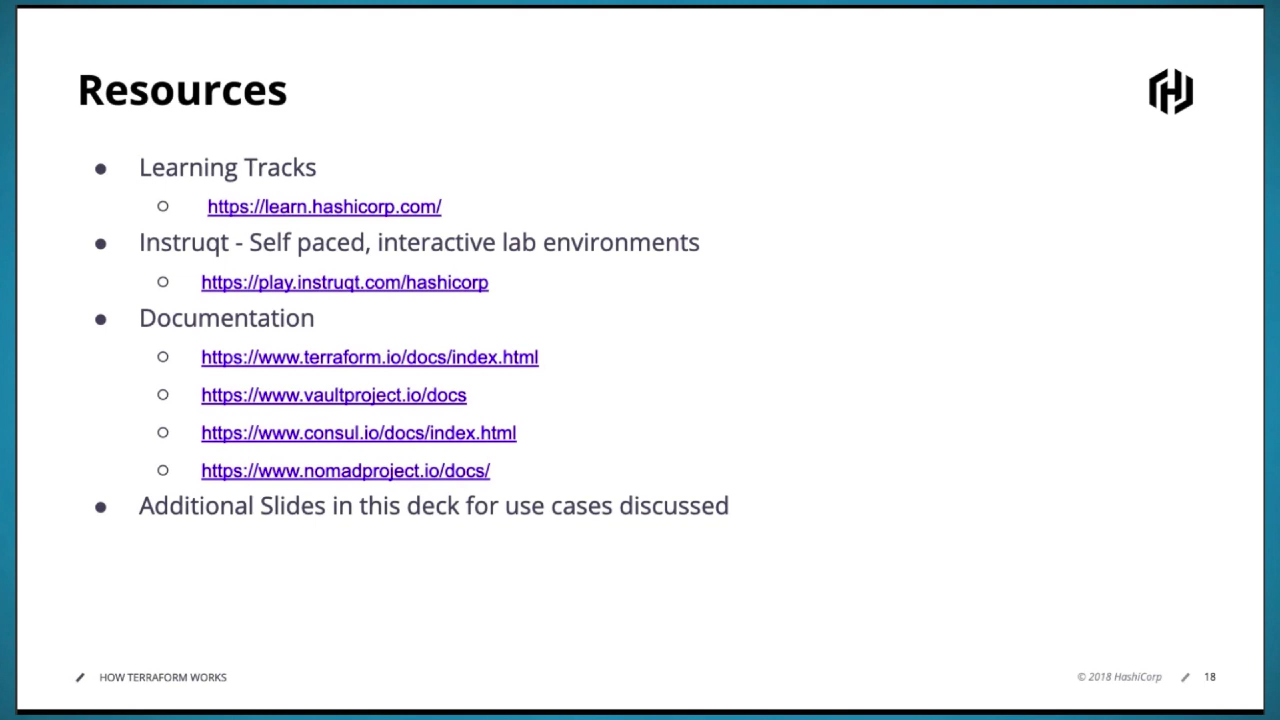 Resources
● Learning Tracks
○ https://learn.hashicorp.com/
● Instruqt - Self paced, interactive lab environments
○ https://play.instruqt.com/hashicorp
● Documentation
○ https://www.terraform.io/docs/index.html
○ https://www.vaultproject.io/docs
○ https://www.consul.io/docs/index.html
○ https://www.nomadproject.io/docs/
● Additional Slides in this deck for use cases discussed
HOW TERRAFORM WORKS
© 2018 HashiCorp
18